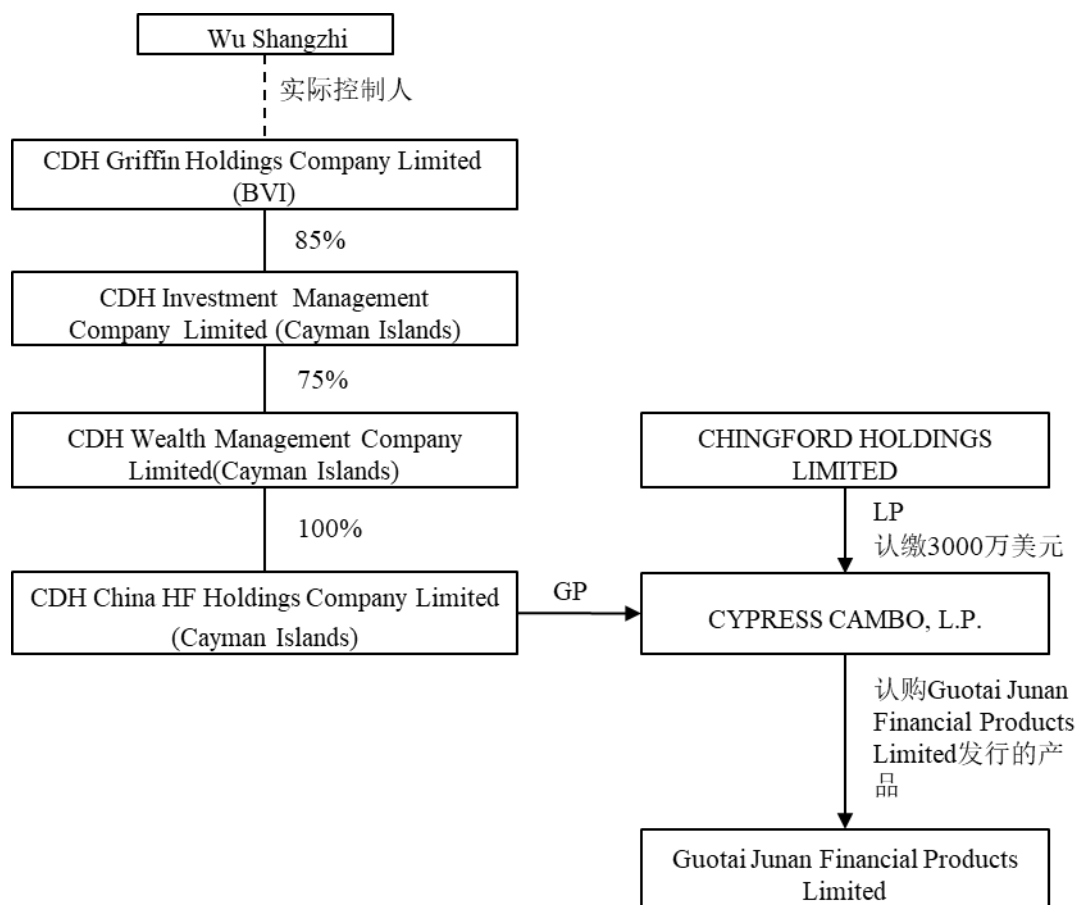 Wu Shangzhi
实际控制人
CDH Griffin Holdings Company Limited
(BVI)
85%
CDH Investment Management
Company Limited (Cayman Islands)
75%
CDH Wealth Management Company
Limited(Cayman Islands)
100%
CDH China HF Holdings Company Limited
(Cayman Islands)
GP
CHINGFORD HOLDINGS
LIMITED
LP
认缴3000万美元
CYPRESS CAMBO, L.P.
认购Guotai Junan
Financial Products
Limited发行的产
品
Guotai Junan Financial Products
Limited